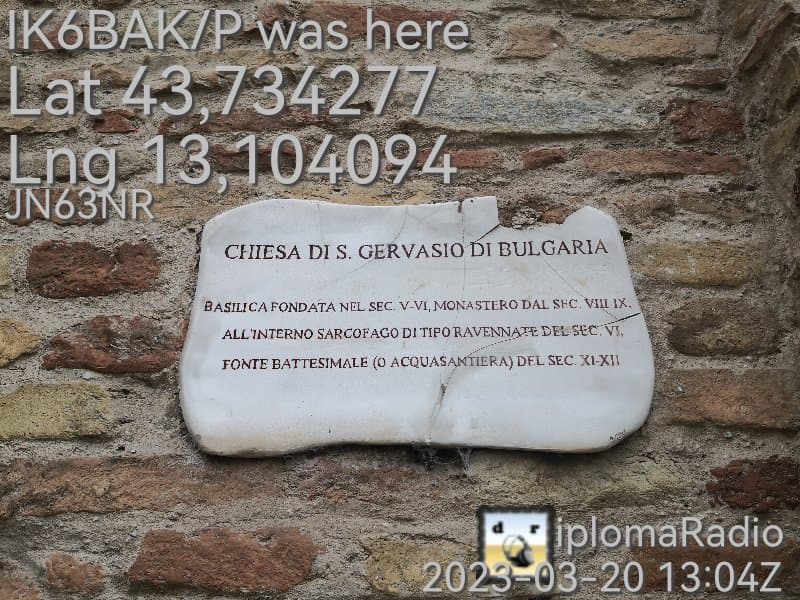 IK6BAK/P was here
Lat 43,734277
Lng 13,104094
JN63NR
CHIESA DI S. GERVASIO DI BULGARIA
BASILICA FONDATA NEL SEC. V-VI, MONASTERO DAL SEC. VIII IX.
ALL'INTERNO SARCOFAGO DI TIPO RAVENNATE DEL SEC. VI,
FONTE BATTESIMALE (O ACQUASANTIERA) DEL SEC. XI-XII
d r
iplomaRadio
2023-03-20 13:04Z